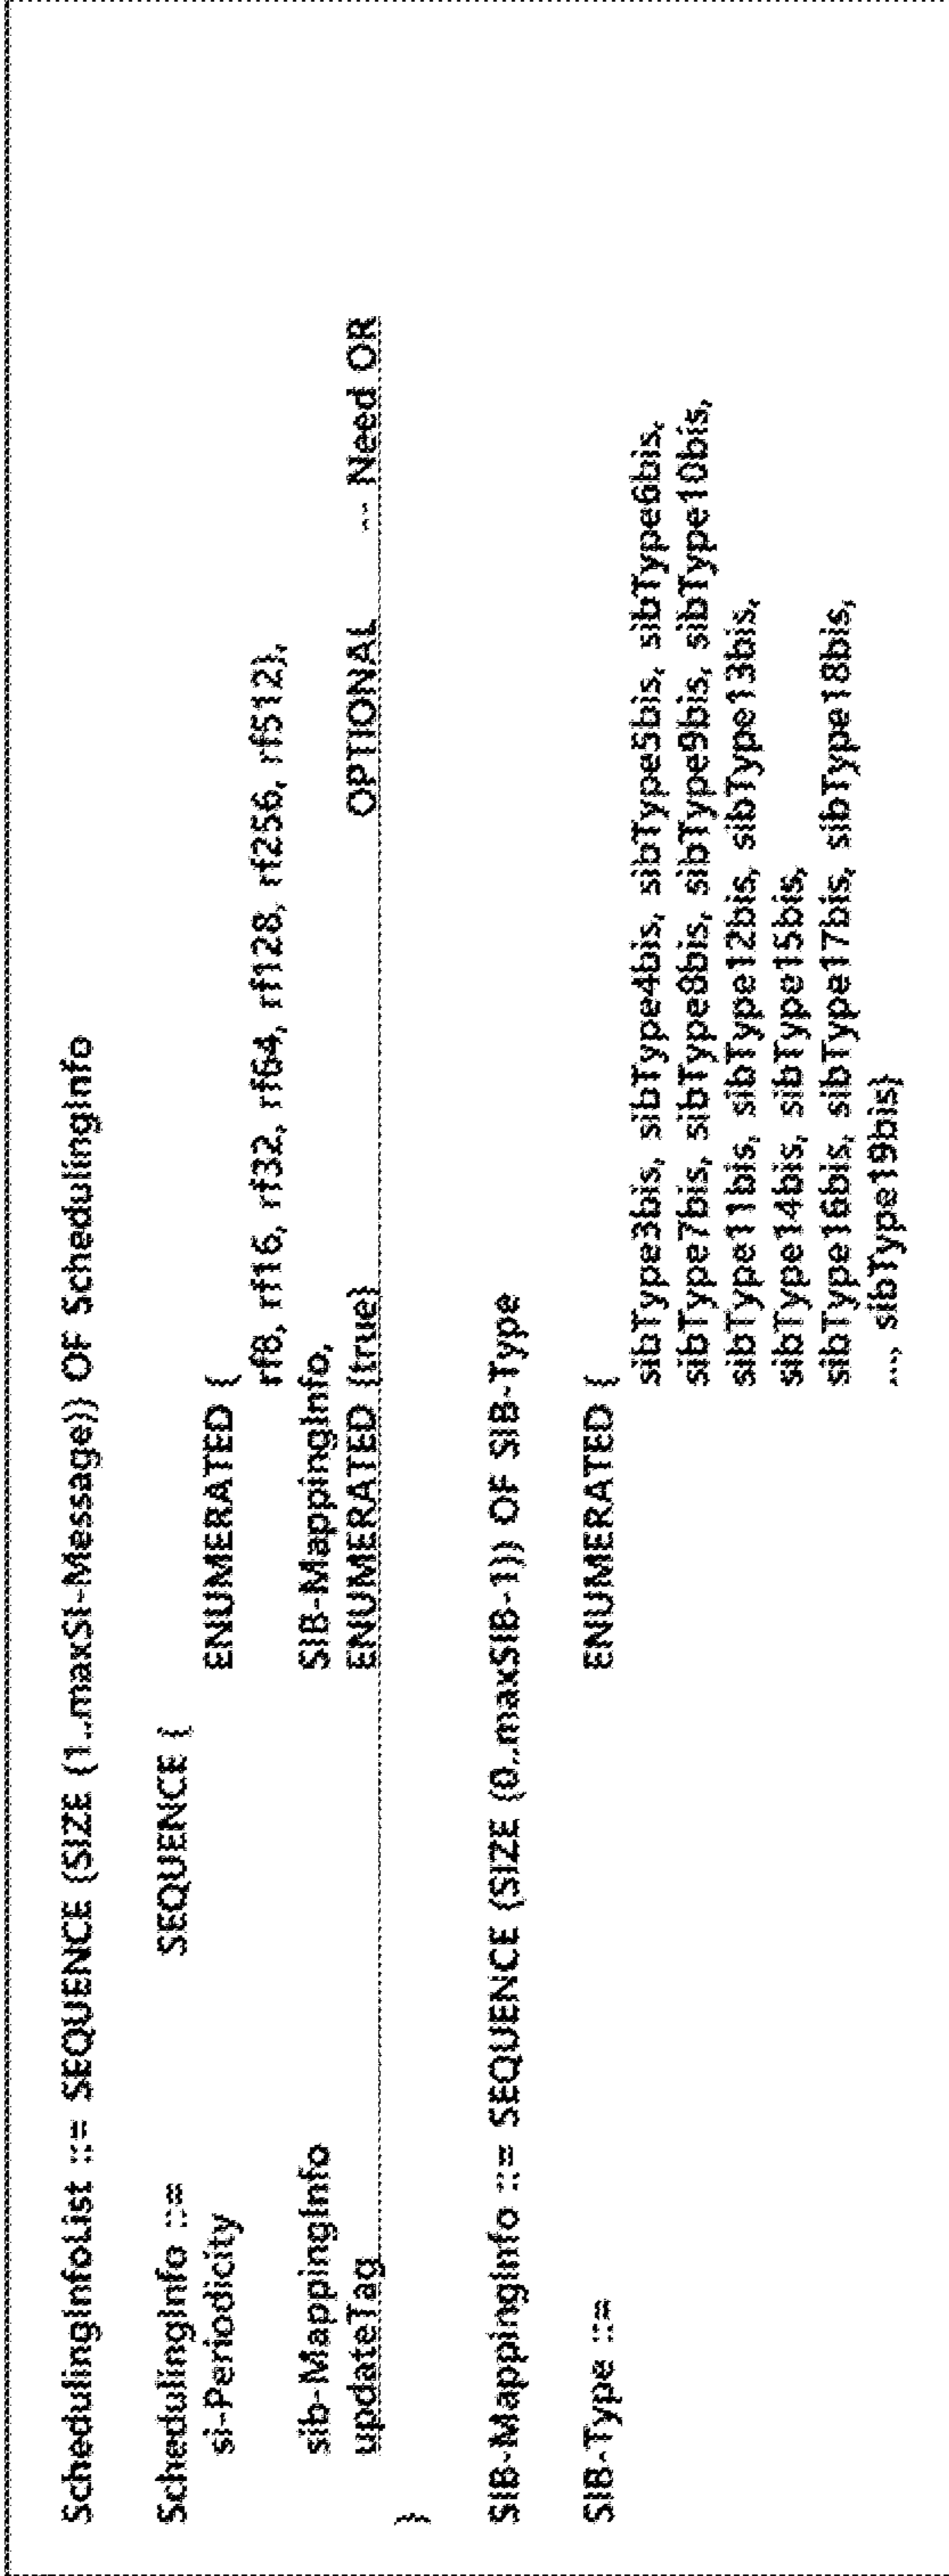 SchedulingInfoList ::= SEQUENCE (SIZE (1..maxSI-Message)) OF SchedulingInfo
SchedulingInfo ::= SEQUENCE {
si-Periodicity ENUMERATED {
rf8, rf16, rf32, rf64, rf128, rf256, rf512},
sib-MappingInfo SIB-MappingInfo,
updateTag ENUMERATED {true} OPTIONAL -- Need OR
}
SIB-MappingInfo ::= SEQUENCE (SIZE (0..maxSIB-1)) OF SIB-Type
SIB-Type ::= ENUMERATED {
sibType3bis, sibType4bis, sibType5bis, sibType6bis,
sibType7bis, sibType8bis, sibType9bis, sibType10bis,
sibType11bis, sibType12bis, sibType13bis,
sibType14bis, sibType15bis,
sibType16bis, sibType17bis, sibType18bis,
..., sibType19bis}